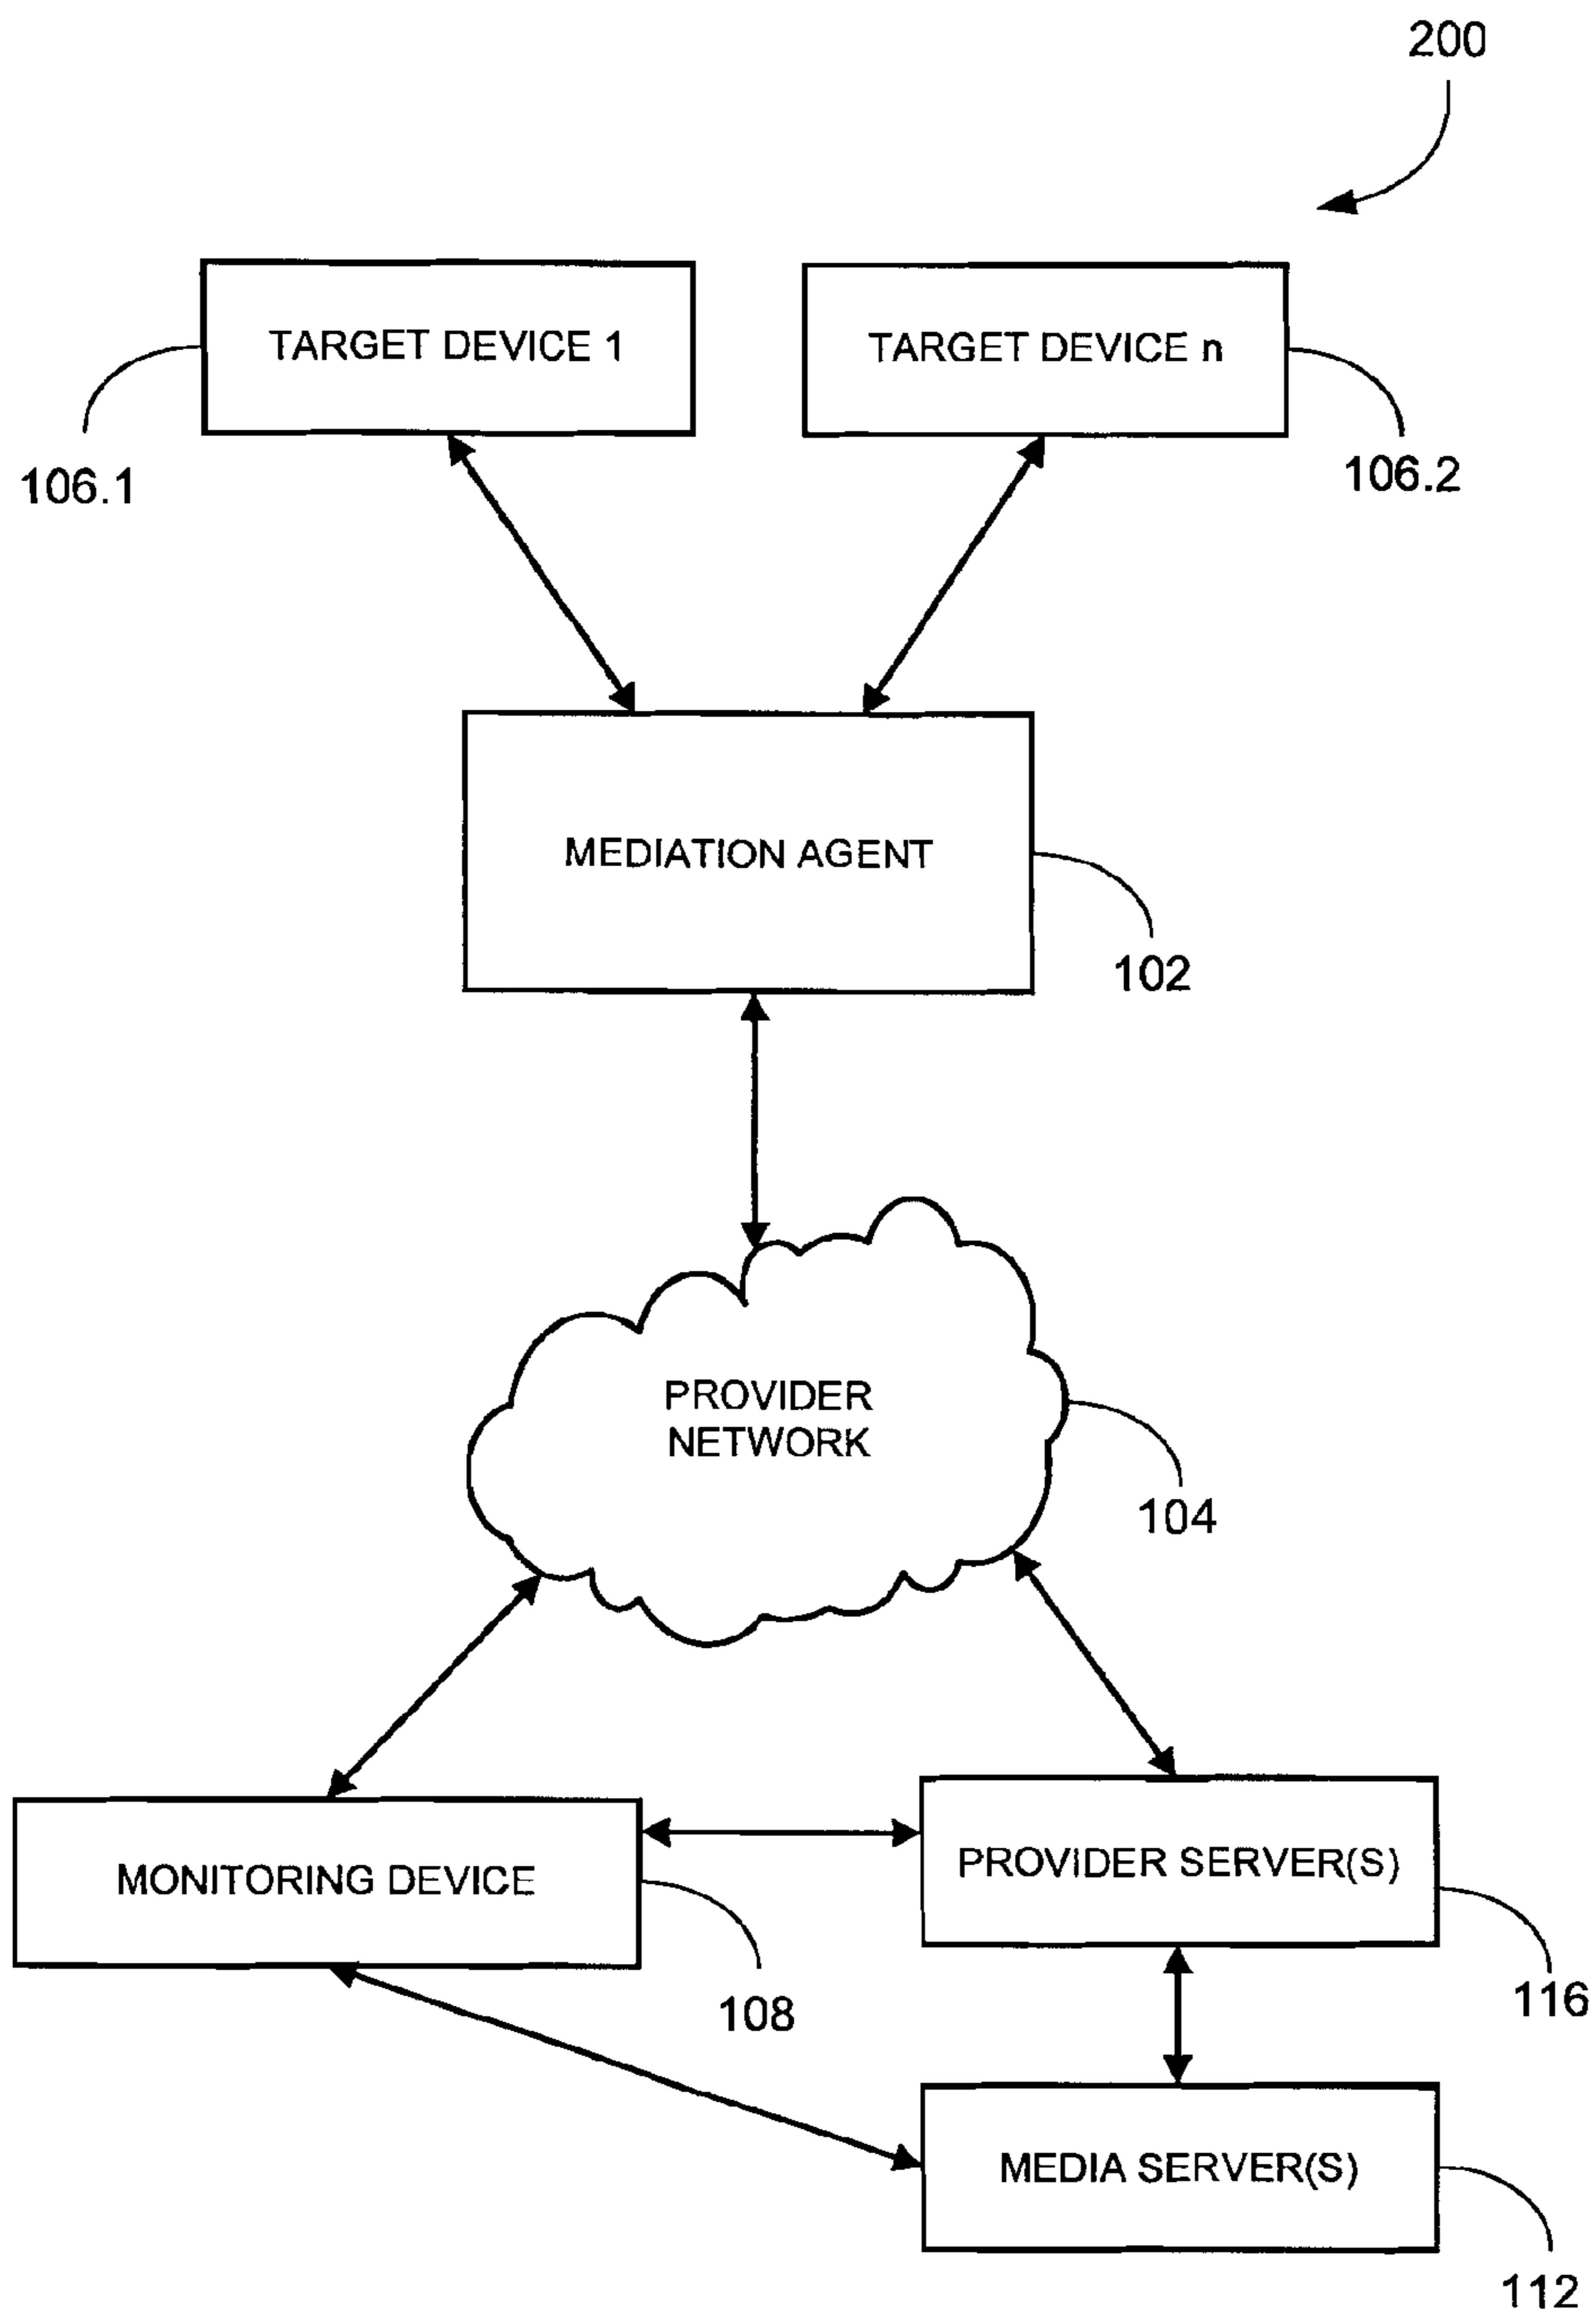 200
TARGET DEVICE 1
TARGET DEVICE n
106.1
106.2
MEDIATION AGENT
102
PROVIDER
NETWORK
104
MONITORING DEVICE
PROVIDER SERVER(S)
108
116
MEDIA SERVER(S)
112